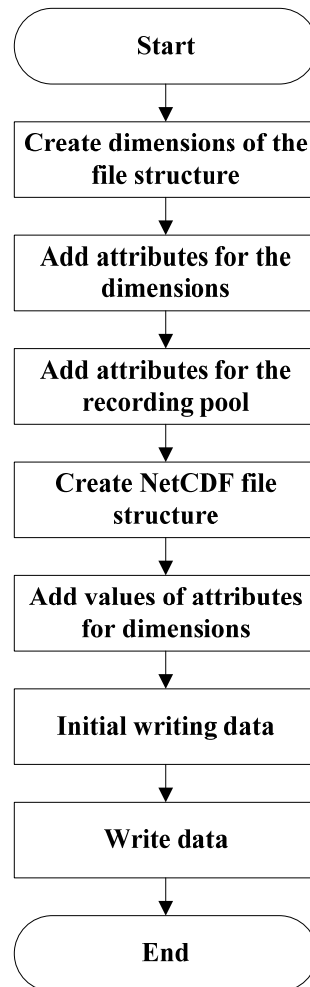 Start
Create dimensions of the
file structure
Add attributes for the
dimensions
Add attributes for the
recording pool
Create NetCDF file
structure
Add values of attributes
for dimensions
Initial writing data
Write data
End